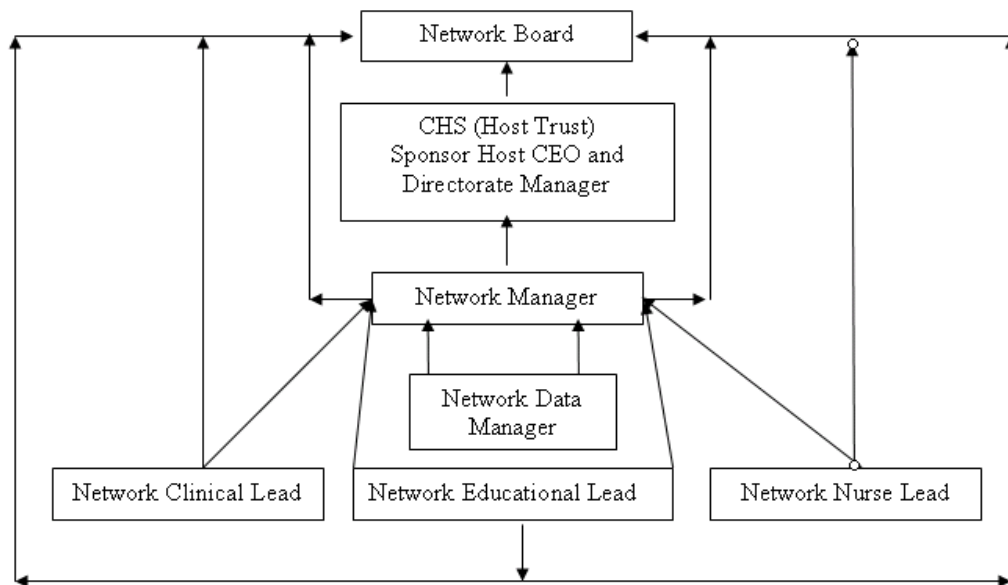 Network Board
CHS (Host Trust)
Sponsor Host CEO and
Directorate Manager
Network Manager
Network Data
Manager
Network Clinical Lead
Network Educational Lead
Network Nurse Lead